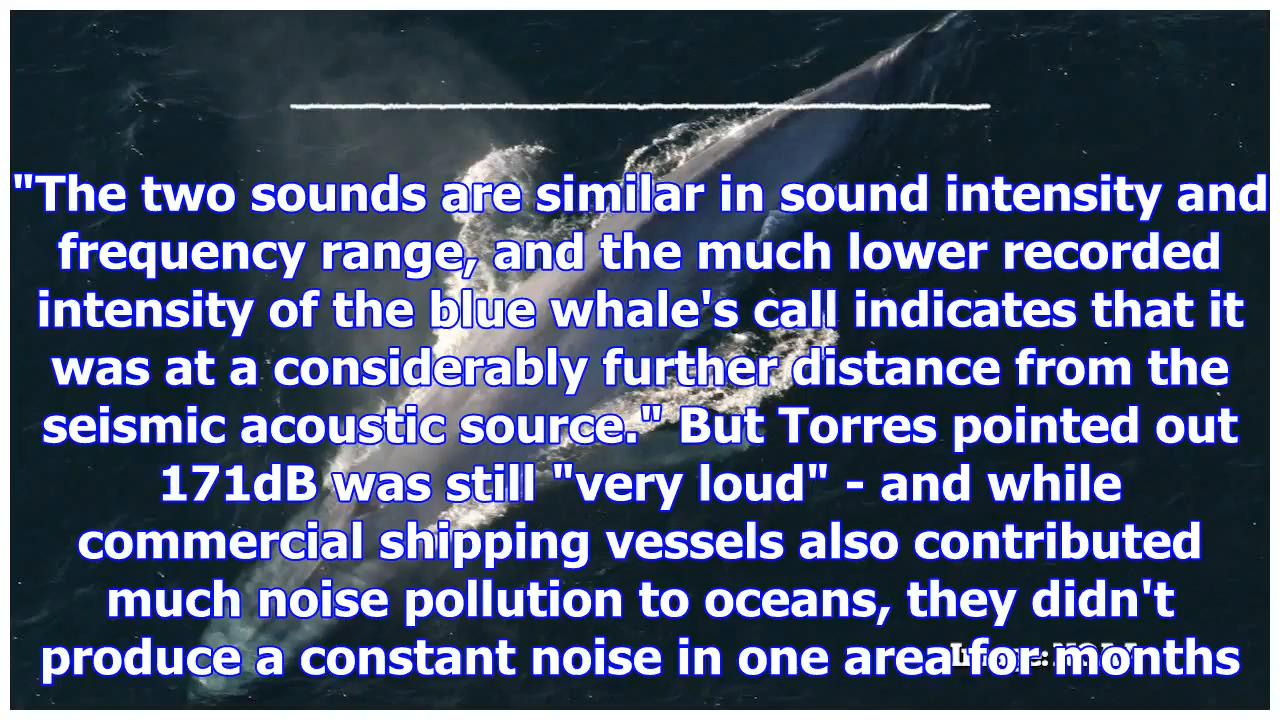 "The two sounds are similar in sound intensity and
frequency range, and the much lower recorded
intensity of the blue whale's call indicates that it
was at a considerably further distance from the
seismic acoustic source." But Torres pointed out
171dB was still "very loud" - and while
commercial shipping vessels also contributed
much noise pollution to oceans, they didn't
produce a constant noise in one area for months